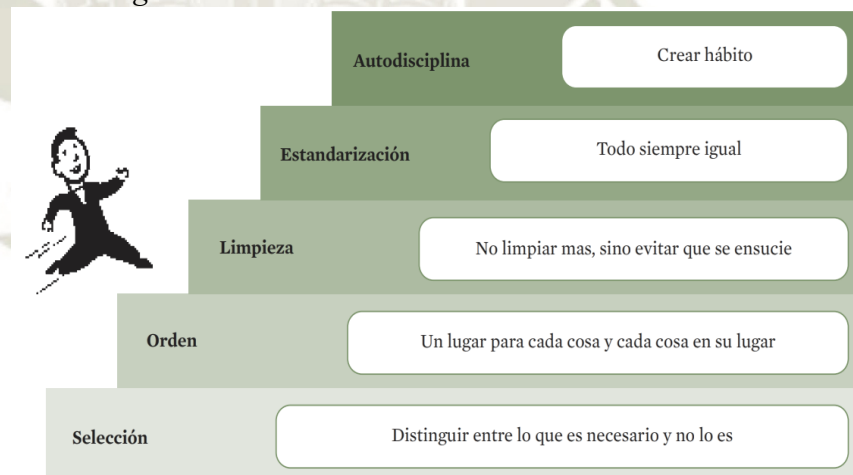 Autodisciplina
Crear hábito
Estandarización
Todo siempre igual
Limpieza
No limpiar mas, sino evitar que se ensucie
Orden
Un lugar para cada cosa y cada cosa en su lugar
Selección
Distinguir entre lo que es necesario y no lo es